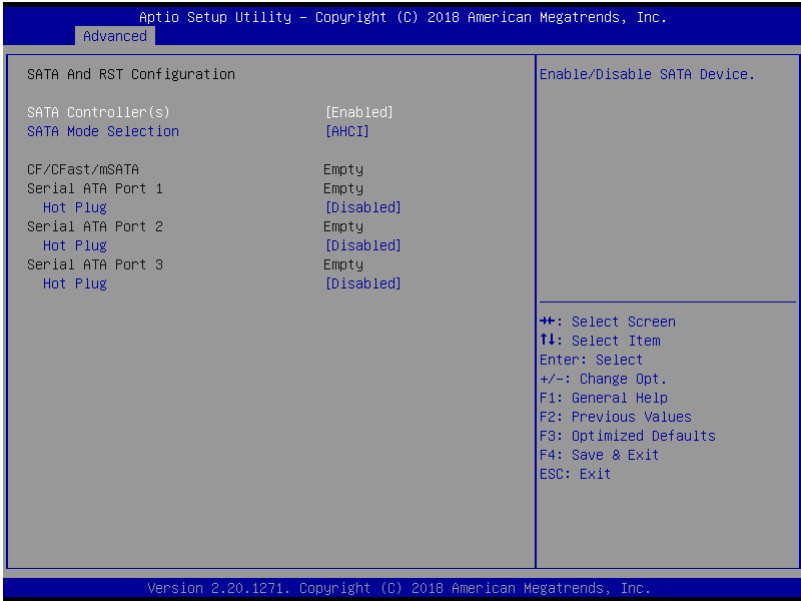 Aptio Setup Utility – Copyright (C) 2018 American Megatrends, Inc.
Advanced
SATA And RST Configuration
SATA Controller(s) [Enabled]
SATA Mode Selection [AHCI]
CF/CFast/mSATA Empty
Serial ATA Port 1 Empty
Hot Plug [Disabled]
Serial ATA Port 2 Empty
Hot Plug [Disabled]
Serial ATA Port 3 Empty
Hot Plug [Disabled]
Enable/Disable SATA Device.
→←: Select Screen
↑↓: Select Item
Enter: Select
+/-: Change Opt.
F1: General Help
F2: Previous Values
F3: Optimized Defaults
F4: Save & Exit
ESC: Exit
Version 2.20.1271. Copyright (C) 2018 American Megatrends, Inc.